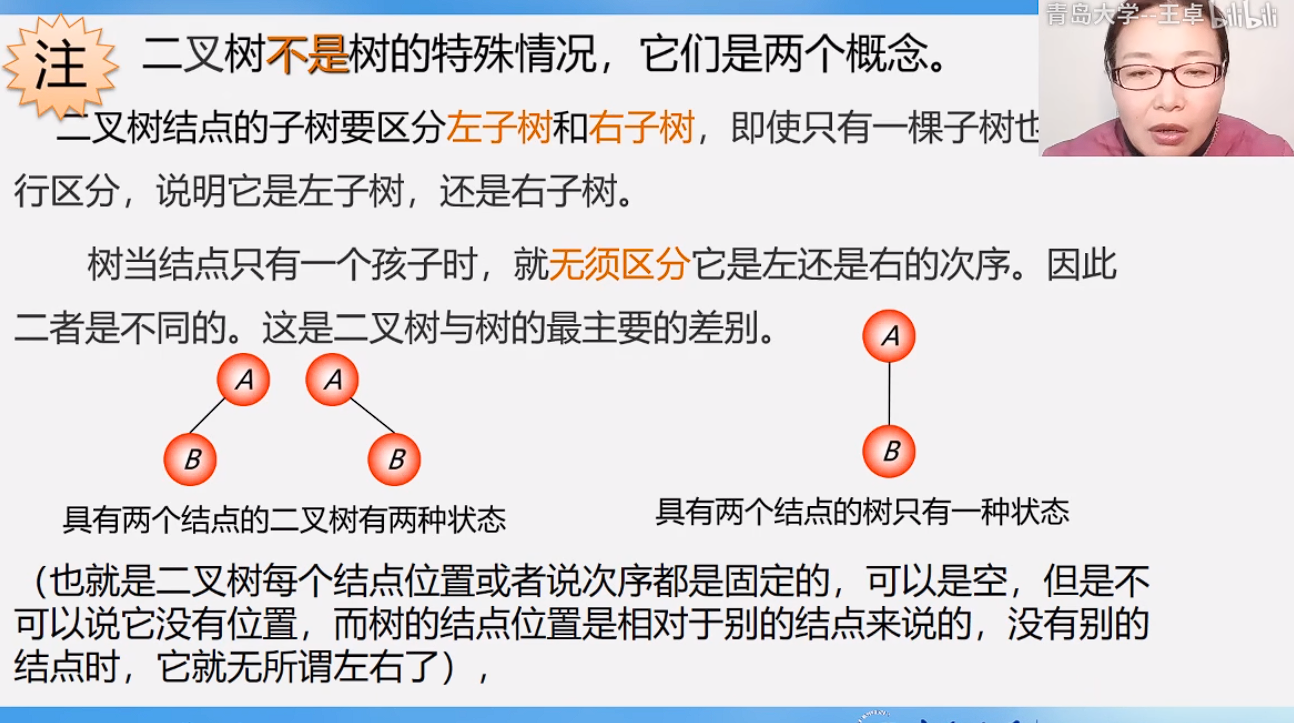 青岛大学--王卓 bilibili
注
二叉树不是树的特殊情况，它们是两个概念。
二叉树结点的子树要区分左子树和右子树，即使只有一棵子树也
行区分，说明它是左子树，还是右子树。
树当结点只有一个孩子时，就无须区分它是左还是右的次序。因此
二者是不同的。这是二叉树与树的最主要的差别。
A A A
B B B
具有两个结点的二叉树有两种状态 具有两个结点的树只有一种状态
（也就是二叉树每个结点位置或者说次序都是固定的，可以是空，但是不
可以说它没有位置，而树的结点位置是相对于别的结点来说的，没有别的
结点时，它就无所谓左右了），